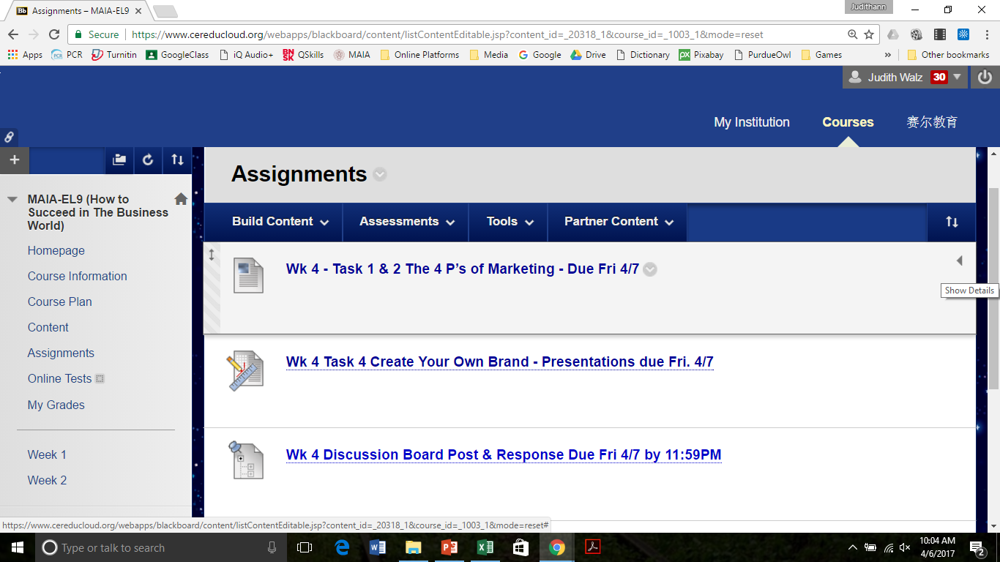 Judithann
Assignments – MAIA-EL9
Secure
https://www.cereducloud.org/webapps/blackboard/content/listContentEditable.jsp?content_id=_20318_1&course_id=_1003_1&mode=reset
Apps PCR Turnitin GoogleClass iQ Audio+ QSkills MAIA Online Platforms Media Google Drive Dictionary Pixabay PurdueOwl Games » Other bookmarks
Judith Walz 30
My Institution Courses 赛尔教育
Assignments
MAIA-EL9 (How to
Succeed in The Business
World)
Homepage
Course Information
Course Plan
Content
Assignments
Online Tests
My Grades
Week 1
Week 2
Build Content Assessments Tools Partner Content
Wk 4 - Task 1 & 2 The 4 P’s of Marketing - Due Fri 4/7
Show Details
Wk 4 Task 4 Create Your Own Brand - Presentations due Fri. 4/7
Wk 4 Discussion Board Post & Response Due Fri 4/7 by 11:59PM
https://www.cereducloud.org/webapps/blackboard/content/listContentEditable.jsp?content_id=_20318_1&course_id=_1003_1&mode=reset#
Type or talk to search
10:04 AM
4/6/2017
2